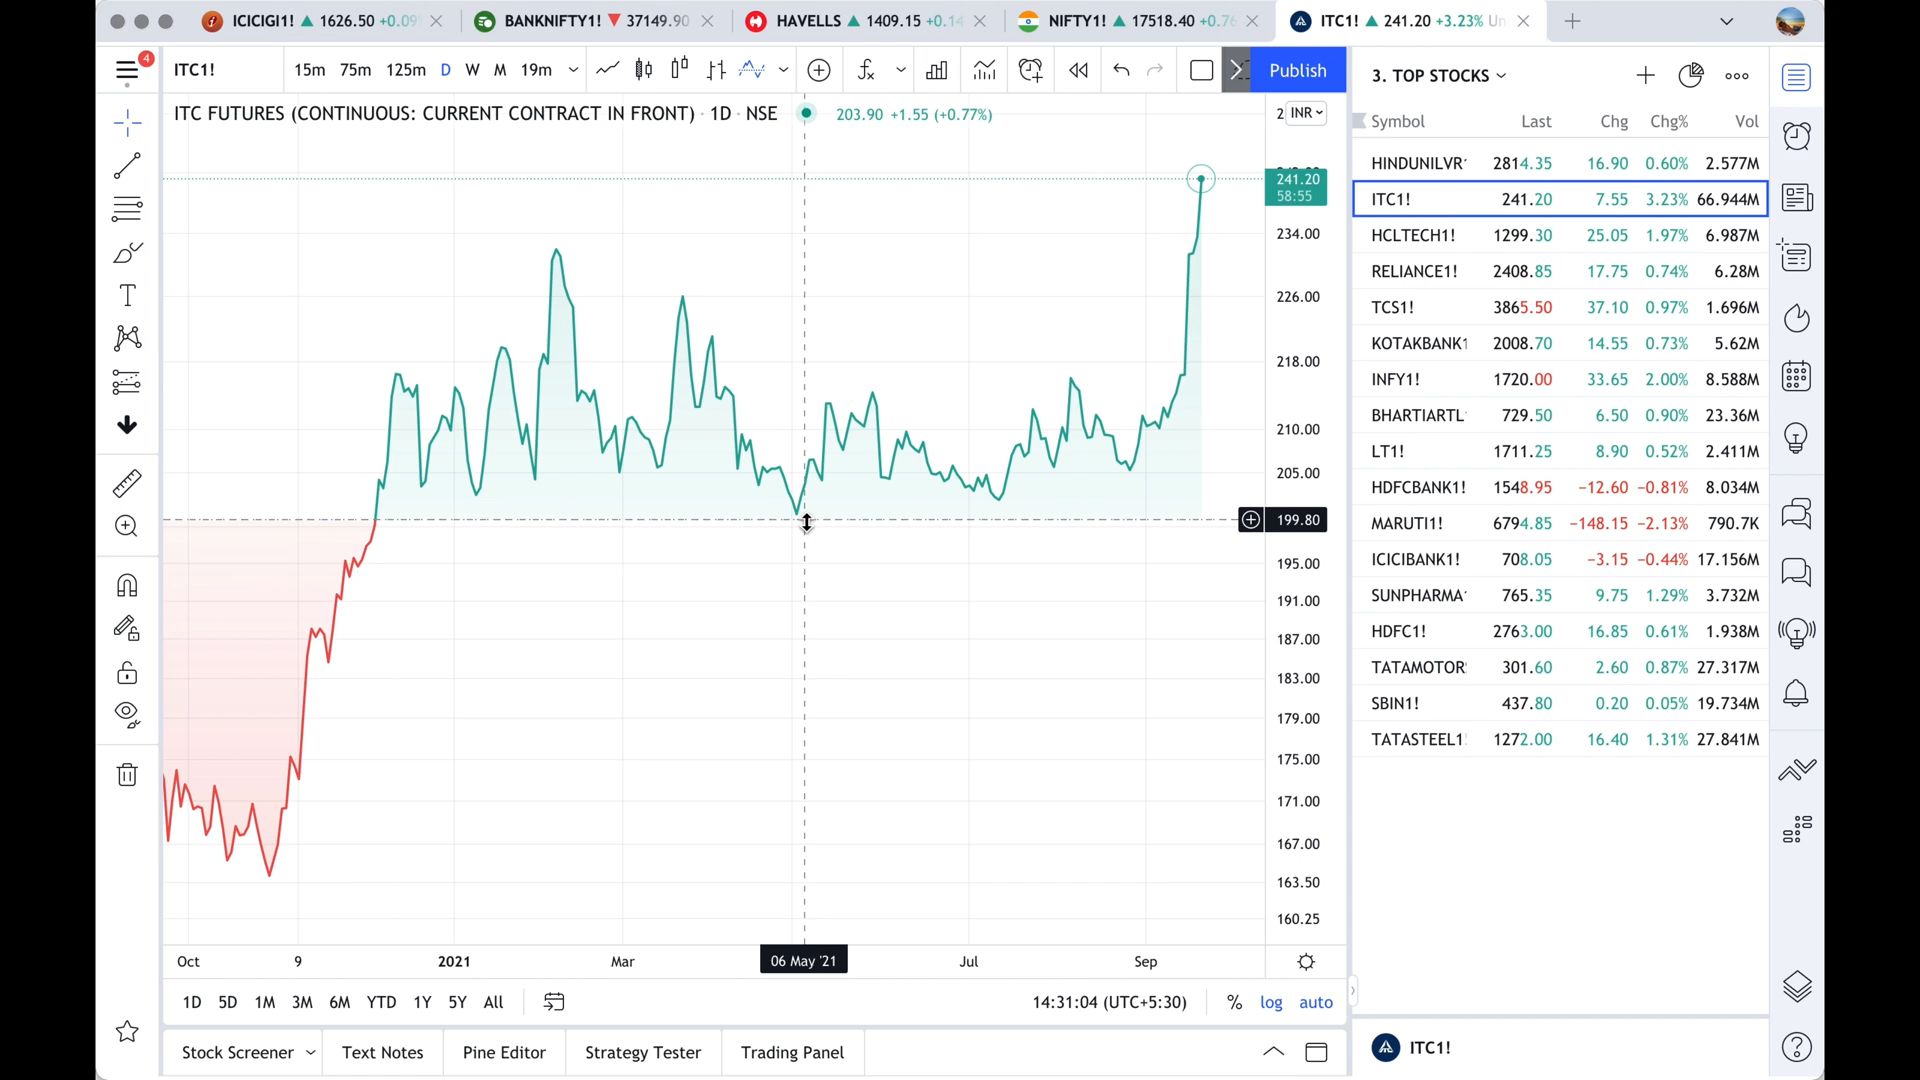 ICICIGI1! ▲ 1626.50 +0.09
BANKNIFTY1! ▼ 37149.90
HAVELLS ▲ 1409.15 +0.14
NIFTY1! ▲ 17518.40 +0.76
ITC1! ▲ 241.20 +3.23% Un
4
ITC1!
15m 75m 125m D W M 19m
Publish
ITC FUTURES (CONTINUOUS: CURRENT CONTRACT IN FRONT) · 1D · NSE
203.90 +1.55 (+0.77%)
INR
241.20
58:55
234.00
226.00
218.00
210.00
205.00
199.80
195.00
191.00
187.00
183.00
179.00
175.00
171.00
167.00
163.50
160.25
Oct 9 2021 Mar 06 May '21 Jul Sep
1D 5D 1M 3M 6M YTD 1Y 5Y All
14:31:04 (UTC+5:30) % log auto
Stock Screener Text Notes Pine Editor Strategy Tester Trading Panel
3. TOP STOCKS
Symbol Last Chg Chg% Vol
HINDUNILVR 2814.35 16.90 0.60% 2.577M
ITC1! 241.20 7.55 3.23% 66.944M
HCLTECH1! 1299.30 25.05 1.97% 6.987M
RELIANCE1! 2408.85 17.75 0.74% 6.28M
TCS1! 3865.50 37.10 0.97% 1.696M
KOTAKBANK1 2008.70 14.55 0.73% 5.62M
INFY1! 1720.00 33.65 2.00% 8.588M
BHARTIARTL 729.50 6.50 0.90% 23.36M
LT1! 1711.25 8.90 0.52% 2.411M
HDFCBANK1! 1548.95 −12.60 −0.81% 8.034M
MARUTI1! 6794.85 −148.15 −2.13% 790.7K
ICICIBANK1! 708.05 −3.15 −0.44% 17.156M
SUNPHARMA 765.35 9.75 1.29% 3.732M
HDFC1! 2763.00 16.85 0.61% 1.938M
TATAMOTOR 301.60 2.60 0.87% 27.317M
SBIN1! 437.80 0.20 0.05% 19.734M
TATASTEEL1 1272.00 16.40 1.31% 27.841M
ITC1!